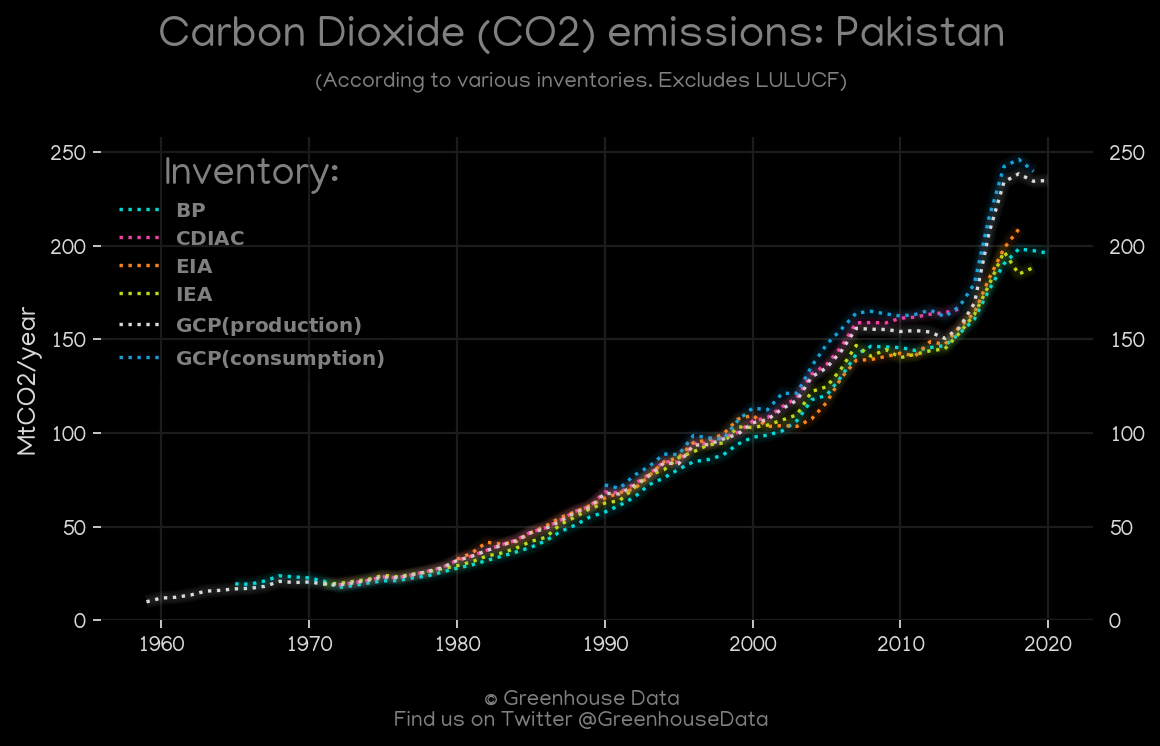 Carbon Dioxide (CO2) emissions: Pakistan
(According to various inventories. Excludes LULUCF)
Inventory:
BP
CDIAC
EIA
IEA
GCP(production)
GCP(consumption)
MtCO2/year
250
200
150
100
50
0
250
200
150
100
50
0
1960 1970 1980 1990 2000 2010 2020
© Greenhouse Data
Find us on Twitter @GreenhouseData